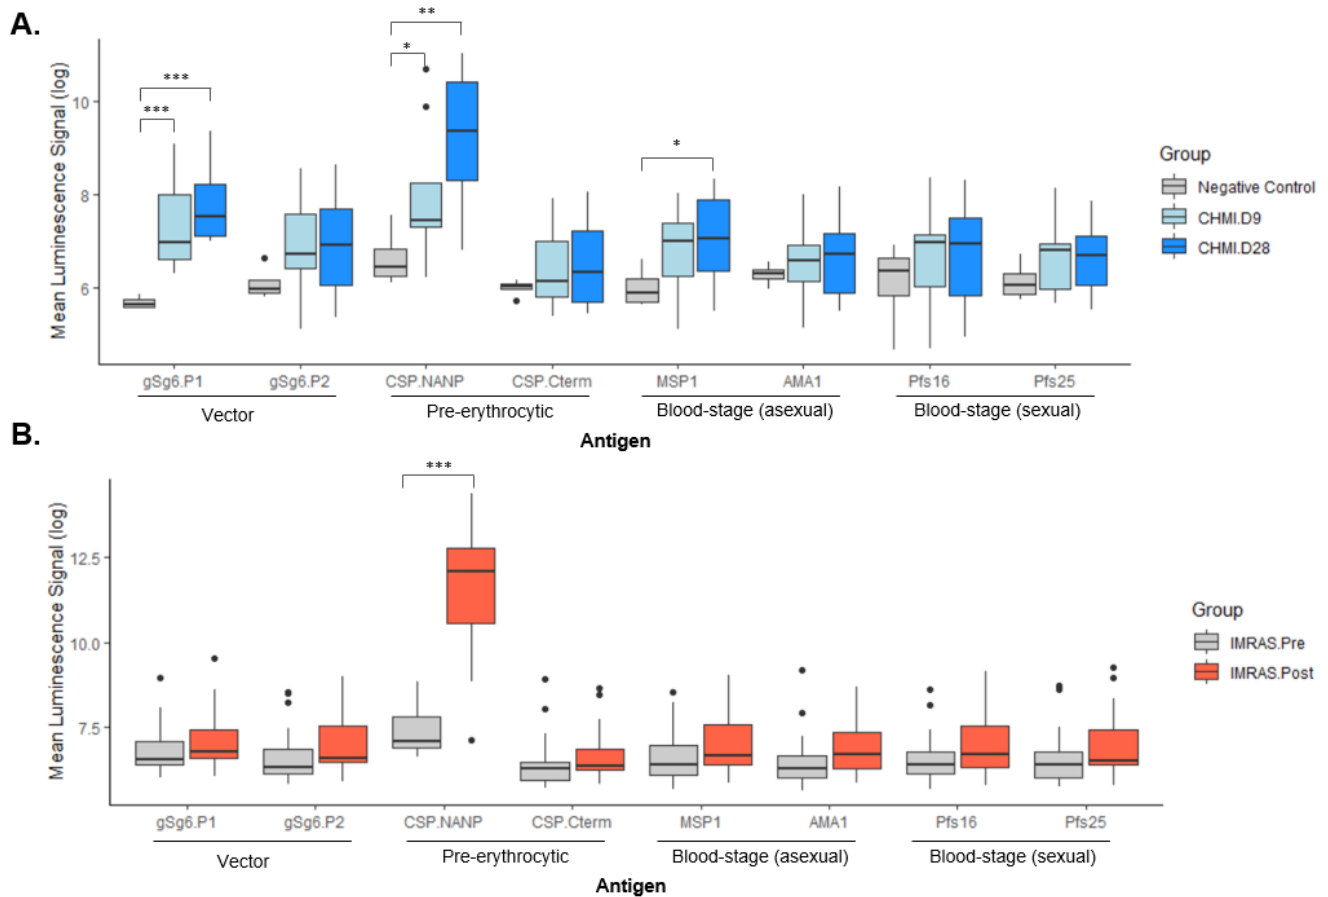 A.
Mean Luminescence Signal (log)
10
8
6
***
***
*
**
*
gSg6.P1 gSg6.P2 CSP.NANP CSP.Cterm MSP1 AMA1 Pfs16 Pfs25
Vector Pre-erythrocytic Blood-stage (asexual) Blood-stage (sexual)
Antigen
Group
Negative Control
CHMI.D9
CHMI.D28
B.
Mean Luminescence Signal (log)
12.5
10.0
7.5
***
gSg6.P1 gSg6.P2 CSP.NANP CSP.Cterm MSP1 AMA1 Pfs16 Pfs25
Vector Pre-erythrocytic Blood-stage (asexual) Blood-stage (sexual)
Antigen
Group
IMRAS.Pre
IMRAS.Post